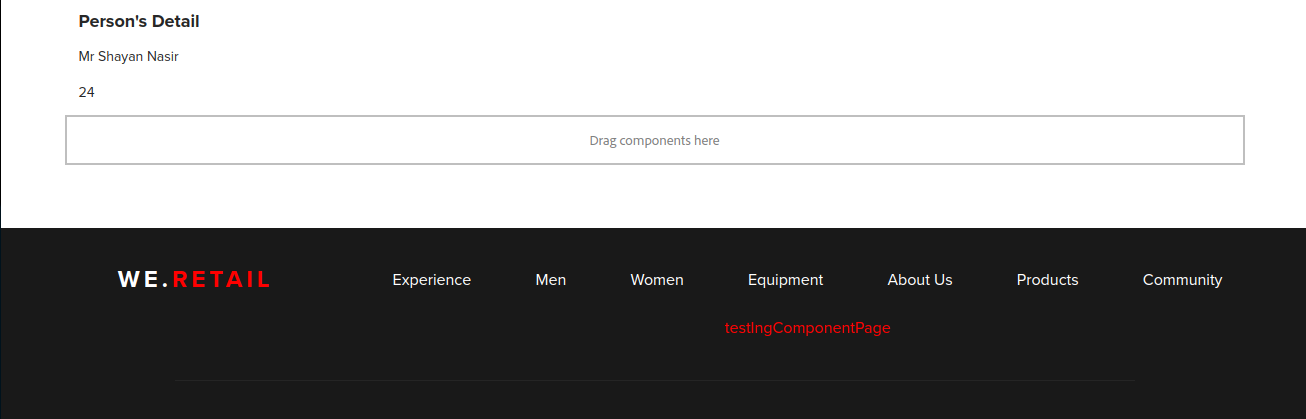 Person's Detail
Mr Shayan Nasir
24
Drag components here
WE.RETAIL Experience Men Women Equipment About Us Products Community
testIngComponentPage